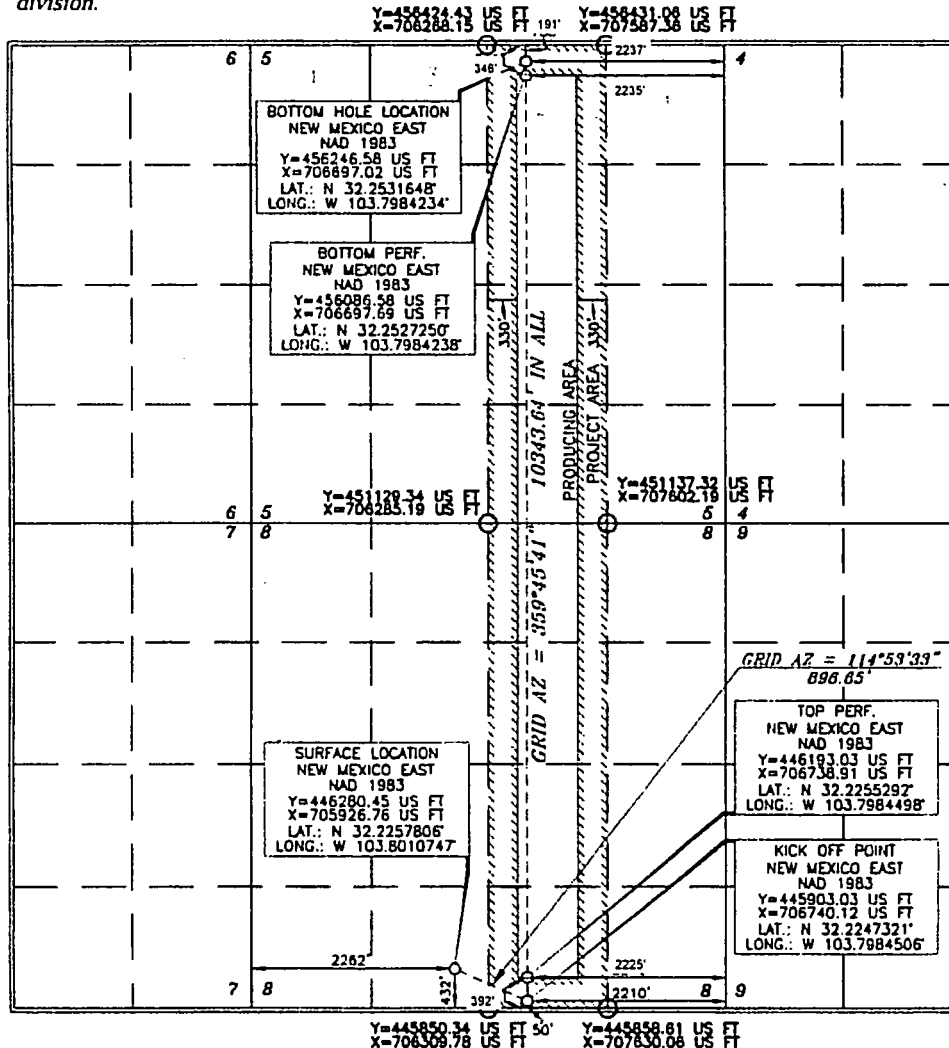 division.
Y=456424.43 US FT
X=706288.15 US FT
Y=456431.06 US FT
X=707587.38 US FT
191'
2237'
6 5
4
346'
2235'
BOTTOM HOLE LOCATION
NEW MEXICO EAST
NAD 1983
Y=456246.58 US FT
X=706697.02 US FT
LAT.: N 32.2531648°
LONG.: W 103.7984234°
BOTTOM PERF.
NEW MEXICO EAST
NAD 1983
Y=456086.58 US FT
X=706697.69 US FT
LAT.: N 32.2527250°
LONG.: W 103.7984238°
330'
330'
GRID AZ = 359°45'41" 10343.64' IN ALL
PRODUCING AREA
PROJECT AREA
Y=451129.34 US FT
X=706285.19 US FT
Y=451137.32 US FT
X=707602.19 US FT
6 5
7 8
5 4
8 9
GRID AZ = 114°53'33"
898.65'
TOP PERF.
NEW MEXICO EAST
NAD 1983
Y=446193.03 US FT
X=706738.91 US FT
LAT.: N 32.2255292°
LONG.: W 103.7984498°
SURFACE LOCATION
NEW MEXICO EAST
NAD 1983
Y=446280.45 US FT
X=705926.76 US FT
LAT.: N 32.2257806°
LONG.: W 103.8010747°
KICK OFF POINT
NEW MEXICO EAST
NAD 1983
Y=445903.03 US FT
X=706740.12 US FT
LAT.: N 32.2247321°
LONG.: W 103.7984506°
2262'
432'
2225'
7 8
392'
2210'
8 9
50'
Y=445850.34 US FT
X=706309.78 US FT
Y=445858.61 US FT
X=707630.06 US FT